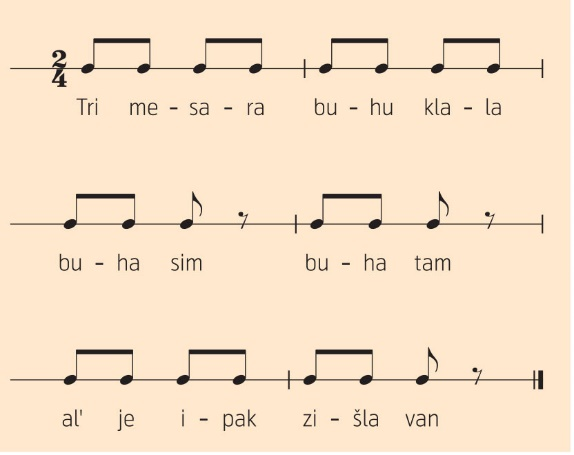 2
4
Tri me - sa - ra bu - hu kla - la
bu - ha sim bu - ha tam
al' je i - pak zi - šla van